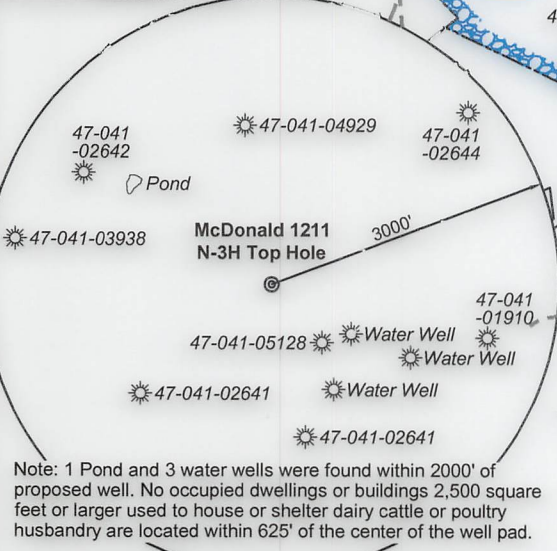 4
47-041-04929
47-041
-02644
47-041
-02642
Pond
47-041-03938
McDonald 1211
N-3H Top Hole
3000'
47-041
-01910
47-041-05128
Water Well
Water Well
47-041-02641
Water Well
47-041-02641
Note: 1 Pond and 3 water wells were found within 2000' of
proposed well. No occupied dwellings or buildings 2,500 square
feet or larger used to house or shelter dairy cattle or poultry
husbandry are located within 625' of the center of the well pad.